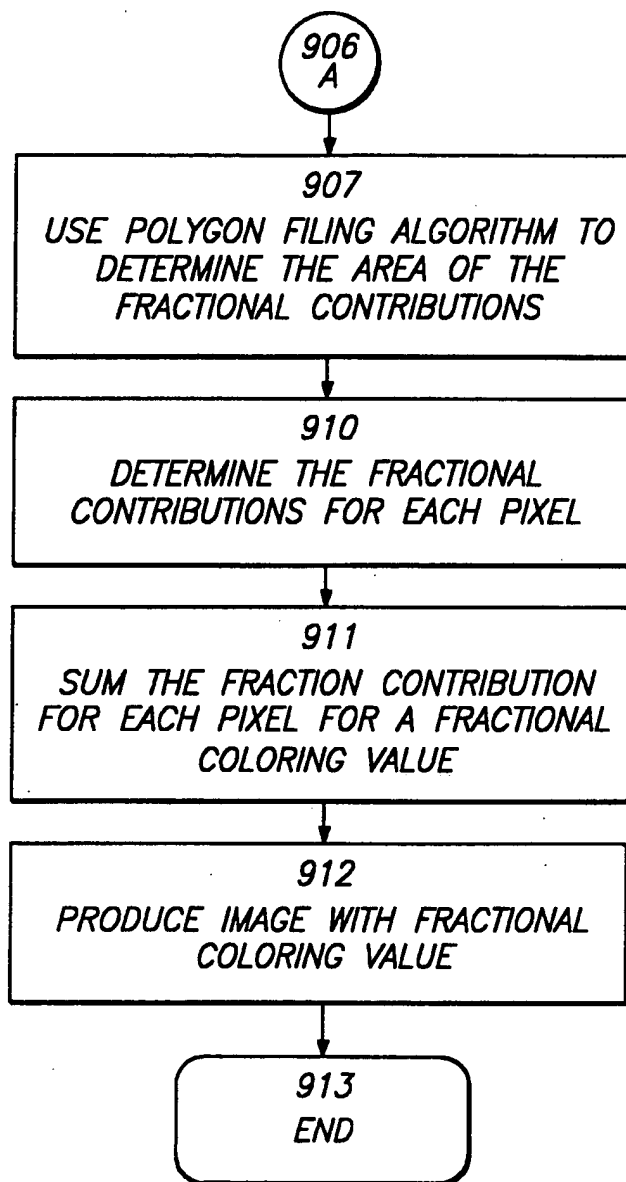 906
A
907
USE POLYGON FILING ALGORITHM TO
DETERMINE THE AREA OF THE
FRACTIONAL CONTRIBUTIONS
910
DETERMINE THE FRACTIONAL
CONTRIBUTIONS FOR EACH PIXEL
911
SUM THE FRACTION CONTRIBUTION
FOR EACH PIXEL FOR A FRACTIONAL
COLORING VALUE
912
PRODUCE IMAGE WITH FRACTIONAL
COLORING VALUE
913
END